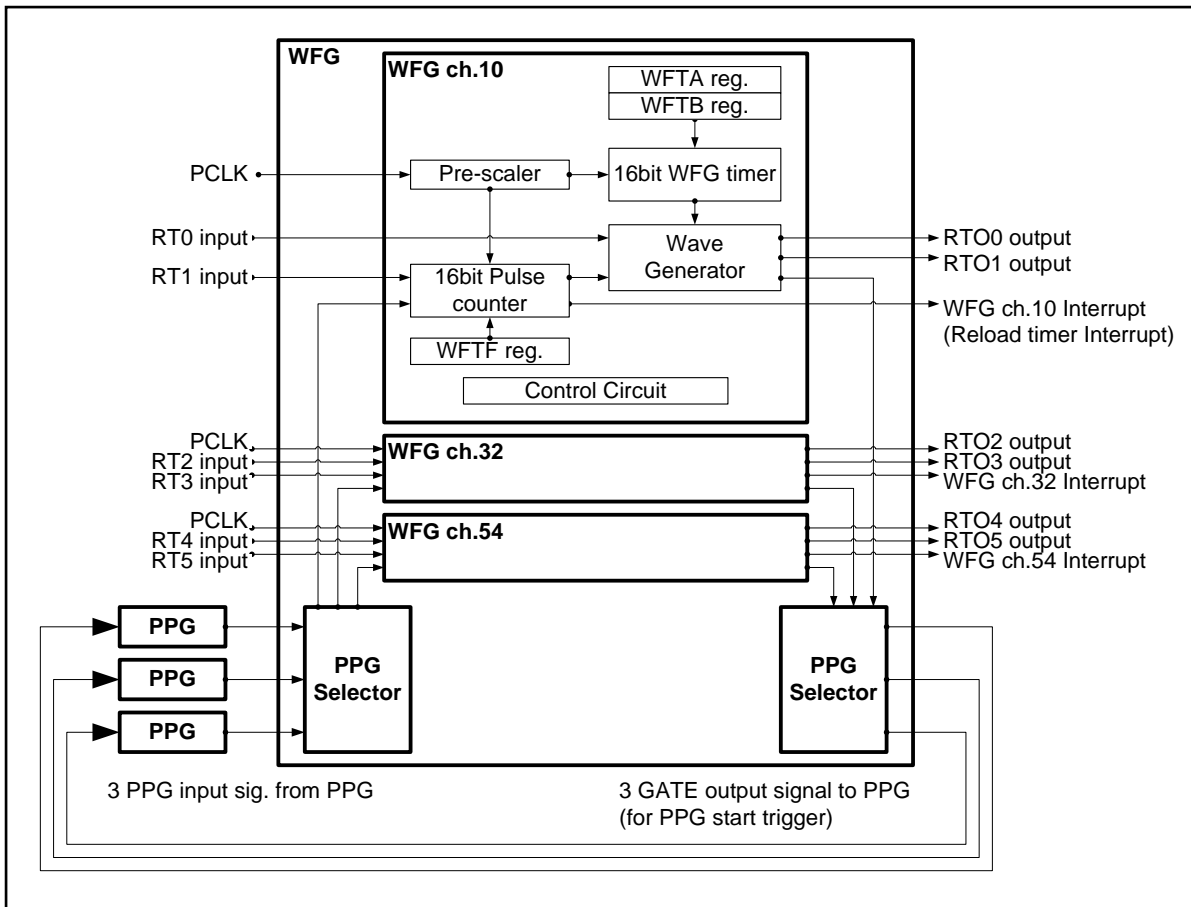 WFG
WFG ch.10
WFTA reg.
WFTB reg.
PCLK
Pre-scaler
16bit WFG timer
RT0 input
Wave
Generator
RTO0 output
RTO1 output
RT1 input
16bit Pulse
counter
WFG ch.10 Interrupt
(Reload timer Interrupt)
WFTF reg.
Control Circuit
PCLK
RT2 input
RT3 input
WFG ch.32
RTO2 output
RTO3 output
WFG ch.32 Interrupt
PCLK
RT4 input
RT5 input
WFG ch.54
RTO4 output
RTO5 output
WFG ch.54 Interrupt
PPG
PPG
PPG
PPG
Selector
PPG
Selector
3 PPG input sig. from PPG
3 GATE output signal to PPG
(for PPG start trigger)